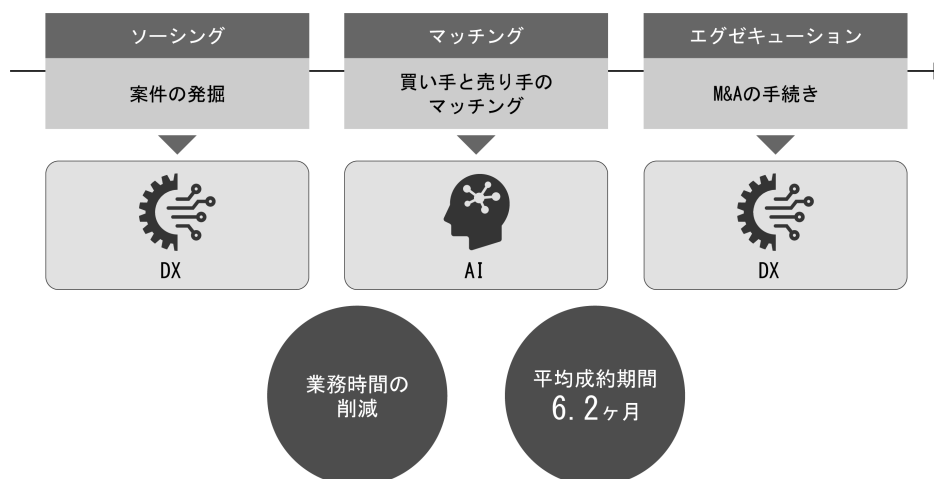 ソーシング
案件の発掘
DX
マッチング
買い手と売り手の
マッチング
AI
エグゼキューション
M&Aの手続き
DX
業務時間の
削減
平均成約期間
6.2ヶ月